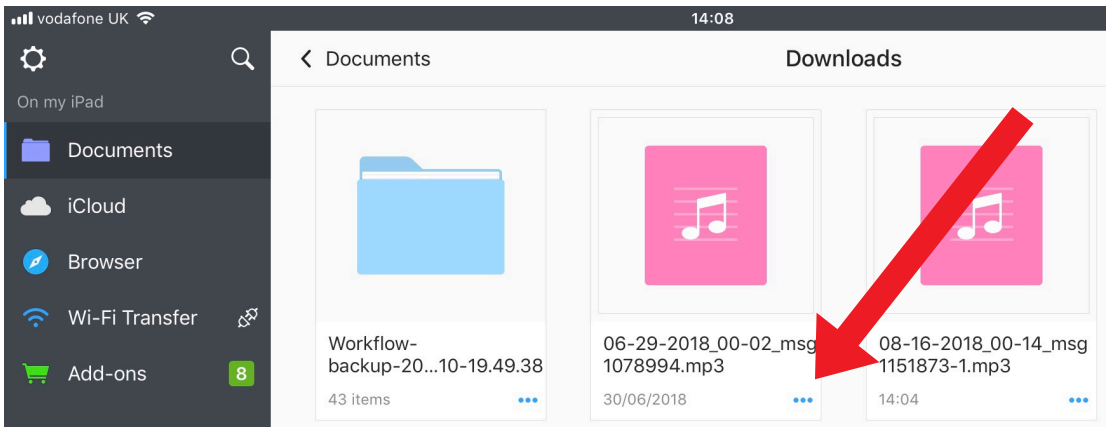 vodafone UK
14:08
On my iPad
Documents
iCloud
Browser
Wi-Fi Transfer
Add-ons
8
Documents
Downloads
Workflow-
backup-20...10-19.49.38
43 items
06-29-2018_00-02_msg
1078994.mp3
30/06/2018
08-16-2018_00-14_msg
1151873-1.mp3
14:04